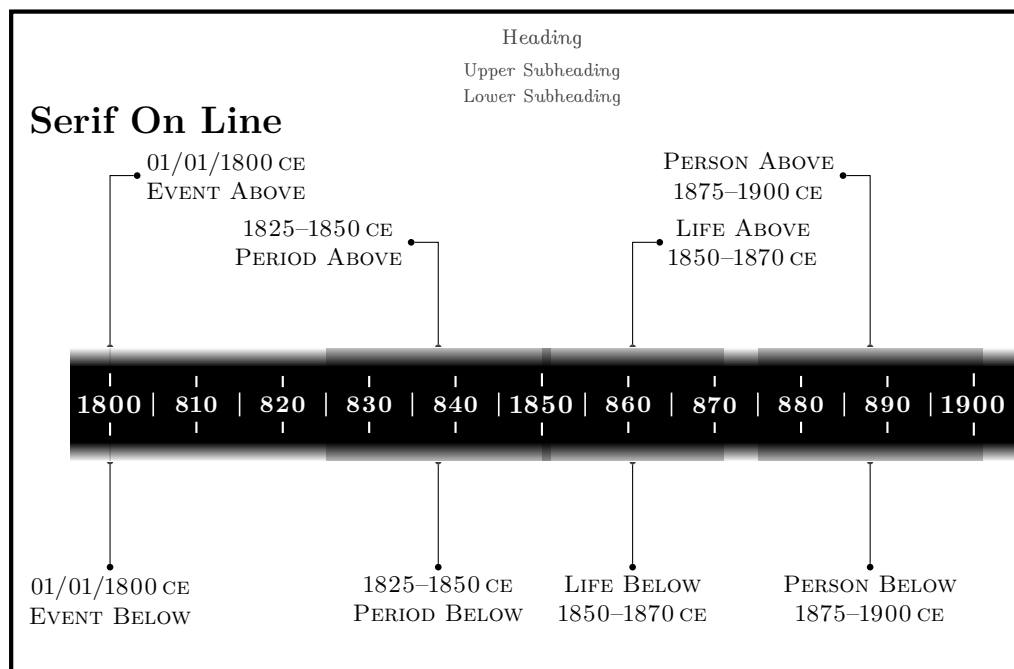 Heading
Upper Subheading
Lower Subheading
Serif On Line
01/01/1800 CE
EVENT ABOVE
PERSON ABOVE
1875–1900 CE
1825–1850 CE
PERIOD ABOVE
LIFE ABOVE
1850–1870 CE
1800 | 810 | 820 | 830 | 840 | 1850 | 860 | 870 | 880 | 890 | 1900
01/01/1800 CE
EVENT BELOW
1825–1850 CE
PERIOD BELOW
LIFE BELOW
1850–1870 CE
PERSON BELOW
1875–1900 CE